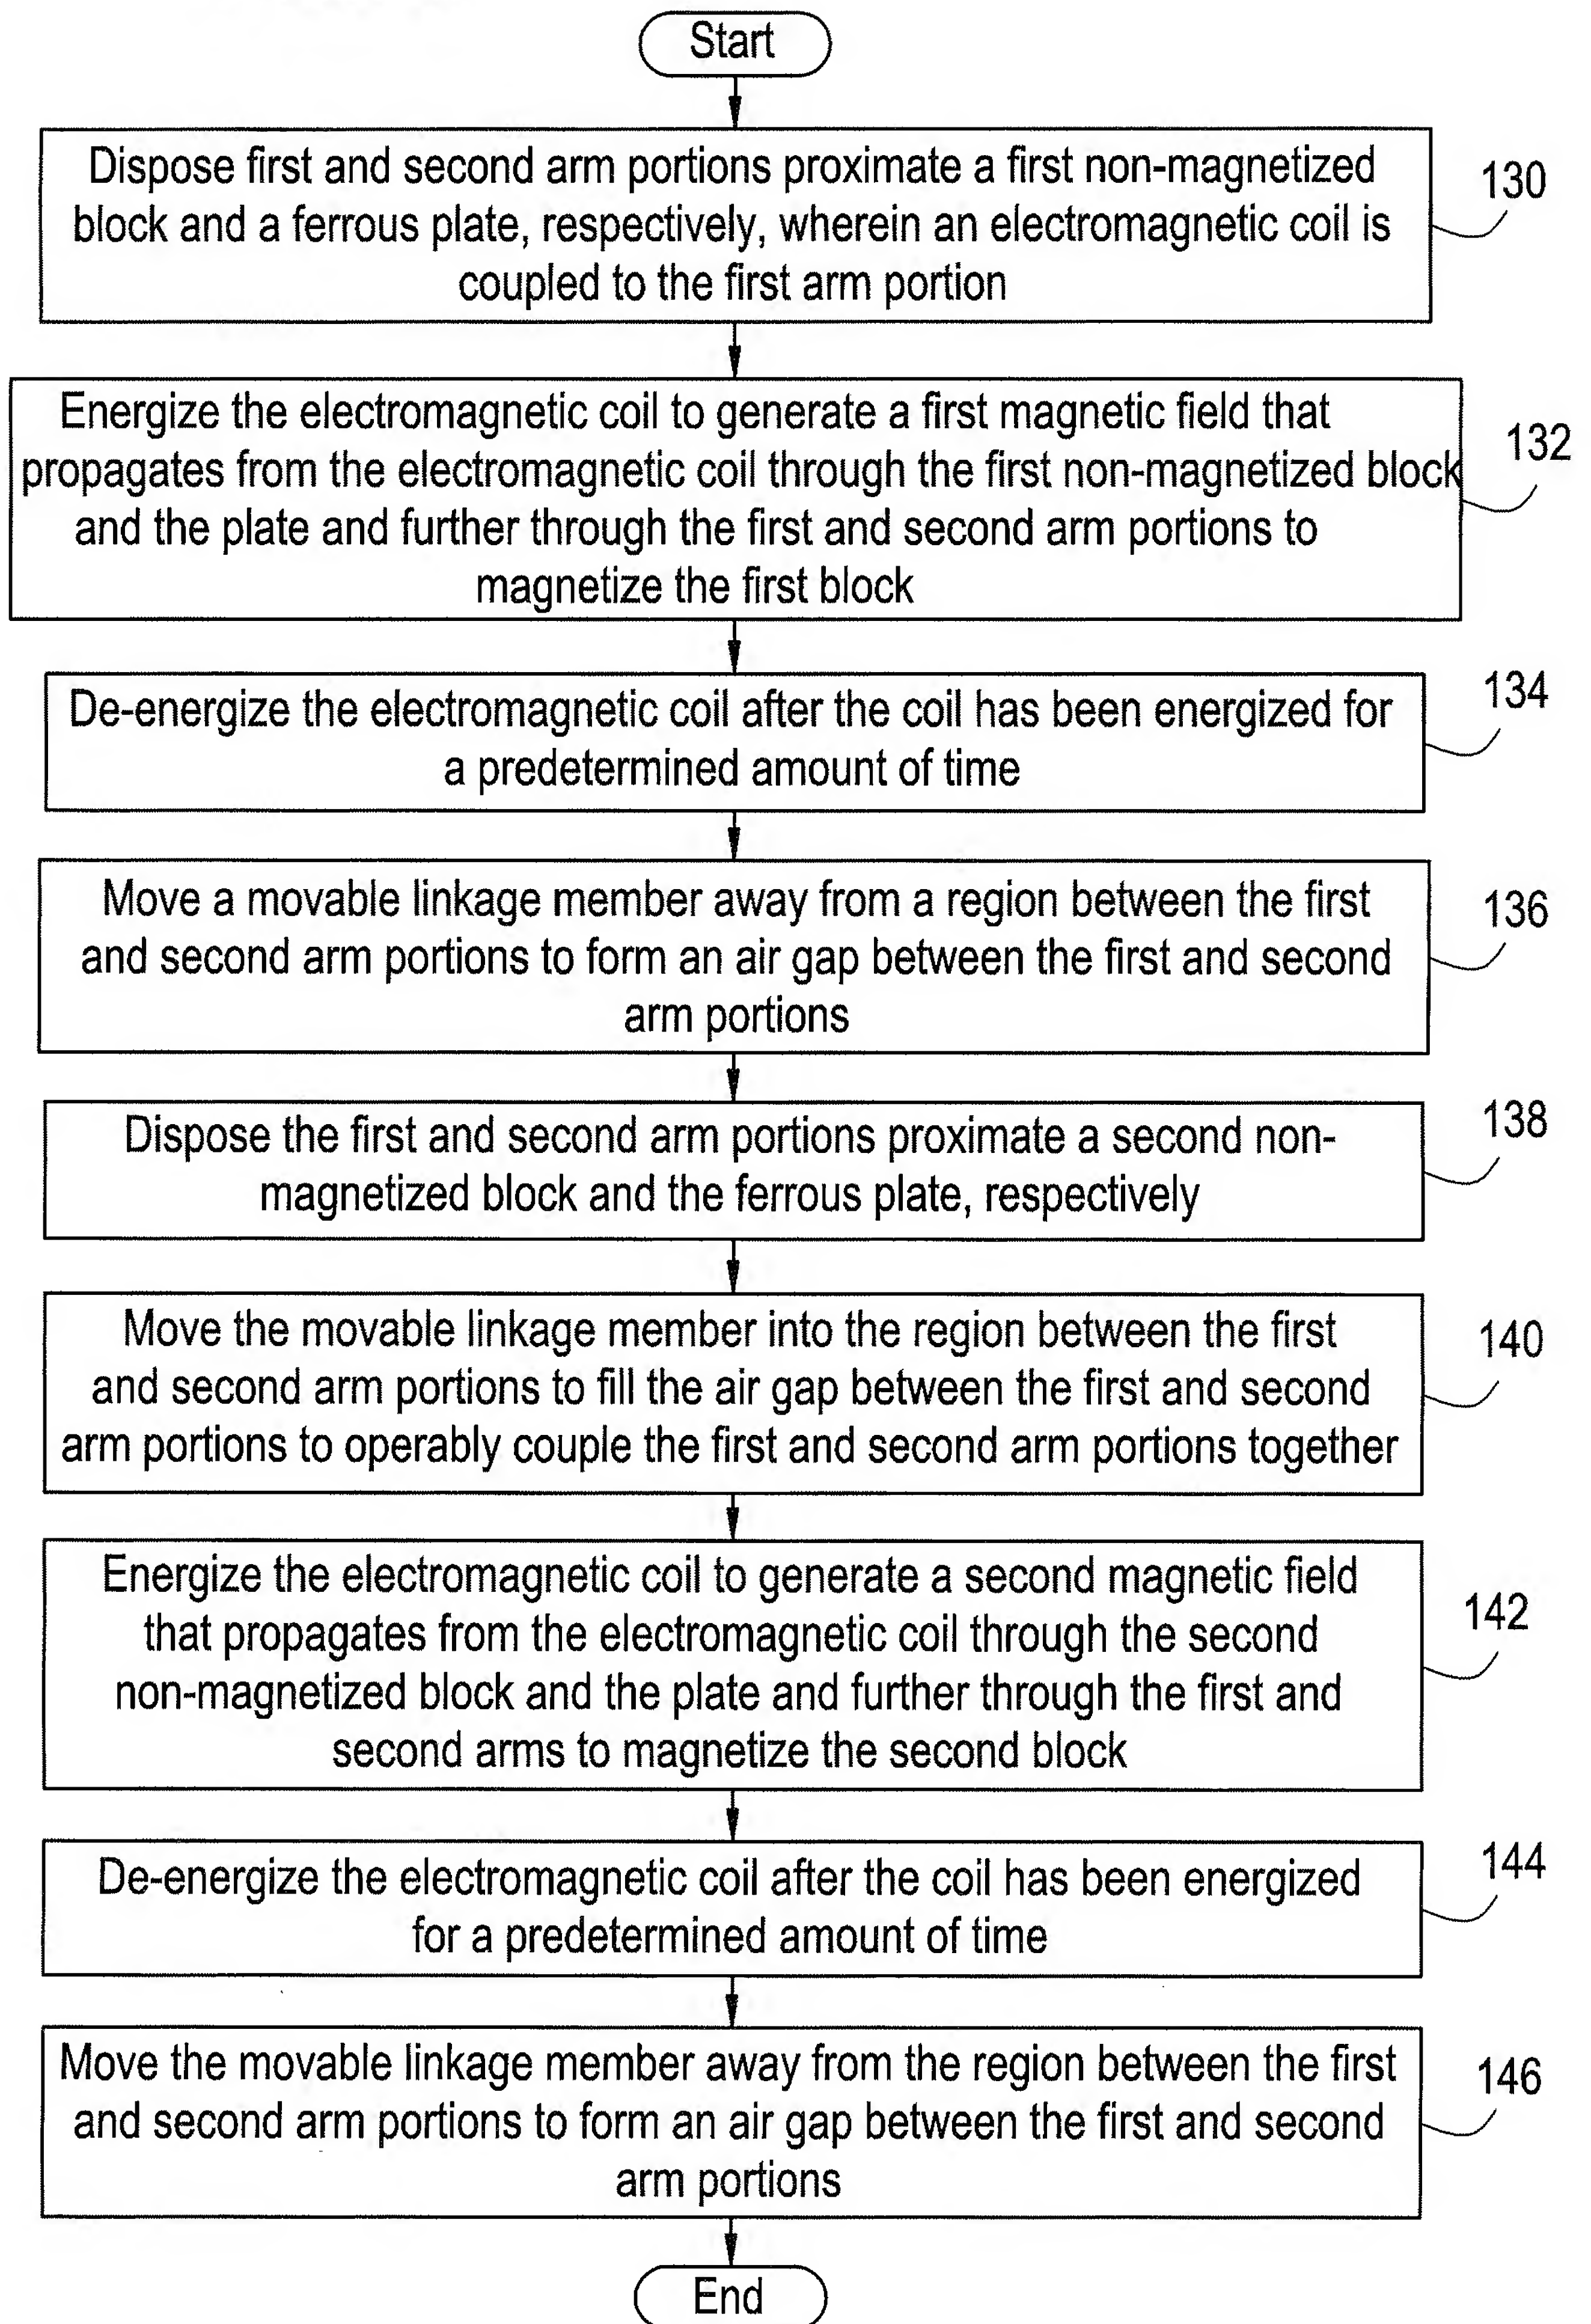 Start
Dispose first and second arm portions proximate a first non-magnetized
block and a ferrous plate, respectively, wherein an electromagnetic coil is
coupled to the first arm portion
130
Energize the electromagnetic coil to generate a first magnetic field that
propagates from the electromagnetic coil through the first non-magnetized block
and the plate and further through the first and second arm portions to
magnetize the first block
132
De-energize the electromagnetic coil after the coil has been energized for
a predetermined amount of time
134
Move a movable linkage member away from a region between the first
and second arm portions to form an air gap between the first and second
arm portions
136
Dispose the first and second arm portions proximate a second non-
magnetized block and the ferrous plate, respectively
138
Move the movable linkage member into the region between the first
and second arm portions to fill the air gap between the first and second
arm portions to operably couple the first and second arm portions together
140
Energize the electromagnetic coil to generate a second magnetic field
that propagates from the electromagnetic coil through the second
non-magnetized block and the plate and further through the first and
second arms to magnetize the second block
142
De-energize the electromagnetic coil after the coil has been energized
for a predetermined amount of time
144
Move the movable linkage member away from the region between the first
and second arm portions to form an air gap between the first and second
arm portions
146
End